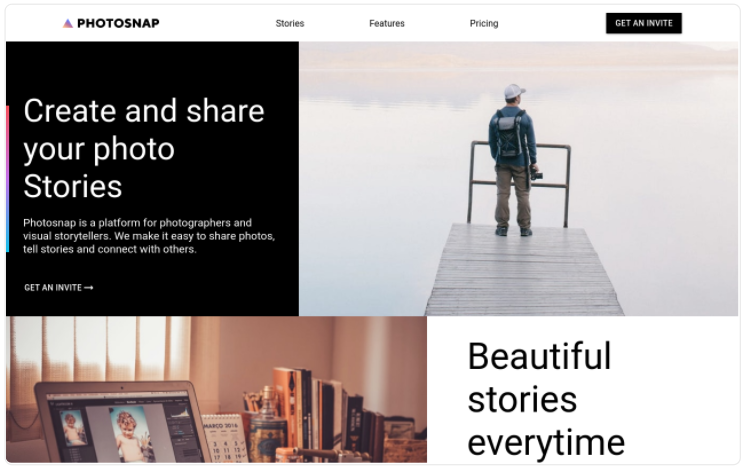 PHOTOSNAP
Stories
Features
Pricing
GET AN INVITE
Create and share
your photo
Stories
Photosnap is a platform for photographers and
visual storytellers. We make it easy to share photos,
tell stories and connect with others.
GET AN INVITE →
Beautiful
stories
everytime
MARCH 2016